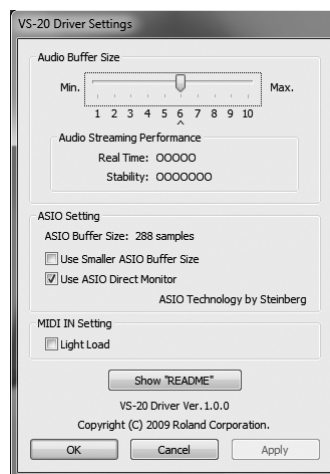 VS-20 Driver Settings
Audio Buffer Size
Min. Max.
1 2 3 4 5 6 7 8 9 10
^
Audio Streaming Performance
Real Time: OOOOO
Stability: OOOOOOO
ASIO Setting
ASIO Buffer Size: 288 samples
Use Smaller ASIO Buffer Size
Use ASIO Direct Monitor
ASIO Technology by Steinberg
MIDI IN Setting
Light Load
Show "README"
VS-20 Driver Ver.1.0.0
Copyright (C) 2009 Roland Corporation.
OK Cancel Apply